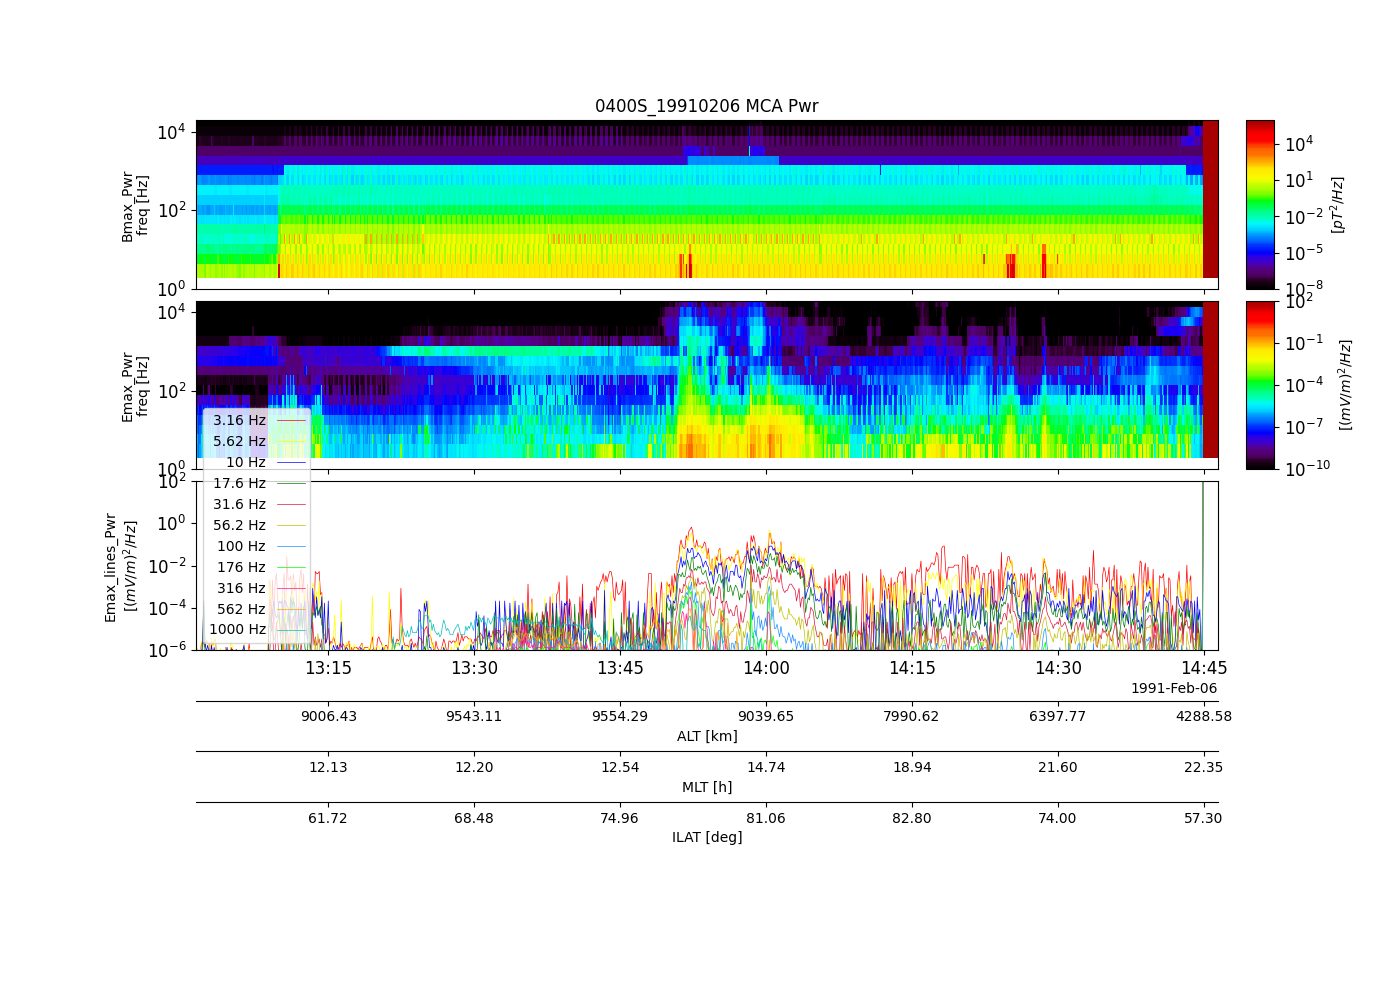 0400S_19910206 MCA Pwr
Bmax_Pwr
freq [Hz]
10^4
10^2
10^0
10^4
10^1
10^-2
10^-5
10^-8
[pT^2/Hz]
Emax_Pwr
freq [Hz]
10^4
10^2
10^0
10^2
10^-1
10^-4
10^-7
10^-10
[(mV/m)^2/Hz]
3.16 Hz
5.62 Hz
10 Hz
17.6 Hz
31.6 Hz
56.2 Hz
100 Hz
176 Hz
316 Hz
562 Hz
1000 Hz
Emax_lines_Pwr
[(mV/m)^2/Hz]
10^2
10^0
10^-2
10^-4
10^-6
13:15 13:30 13:45 14:00 14:15 14:30 14:45
1991-Feb-06
9006.43 9543.11 9554.29 9039.65 7990.62 6397.77 4288.58
ALT [km]
12.13 12.20 12.54 14.74 18.94 21.60 22.35
MLT [h]
61.72 68.48 74.96 81.06 82.80 74.00 57.30
ILAT [deg]